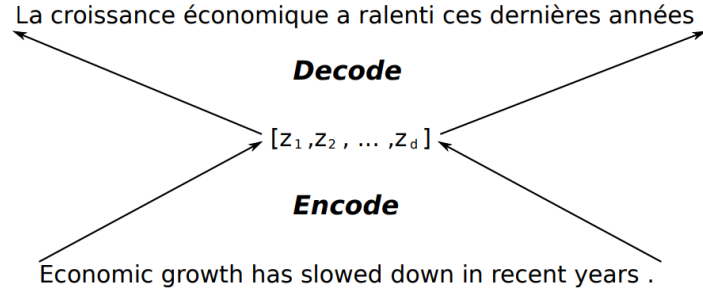 La croissance économique a ralenti ces dernières années
Decode
[z₁ ,z₂ , ... ,z_d ]
Encode
Economic growth has slowed down in recent years .